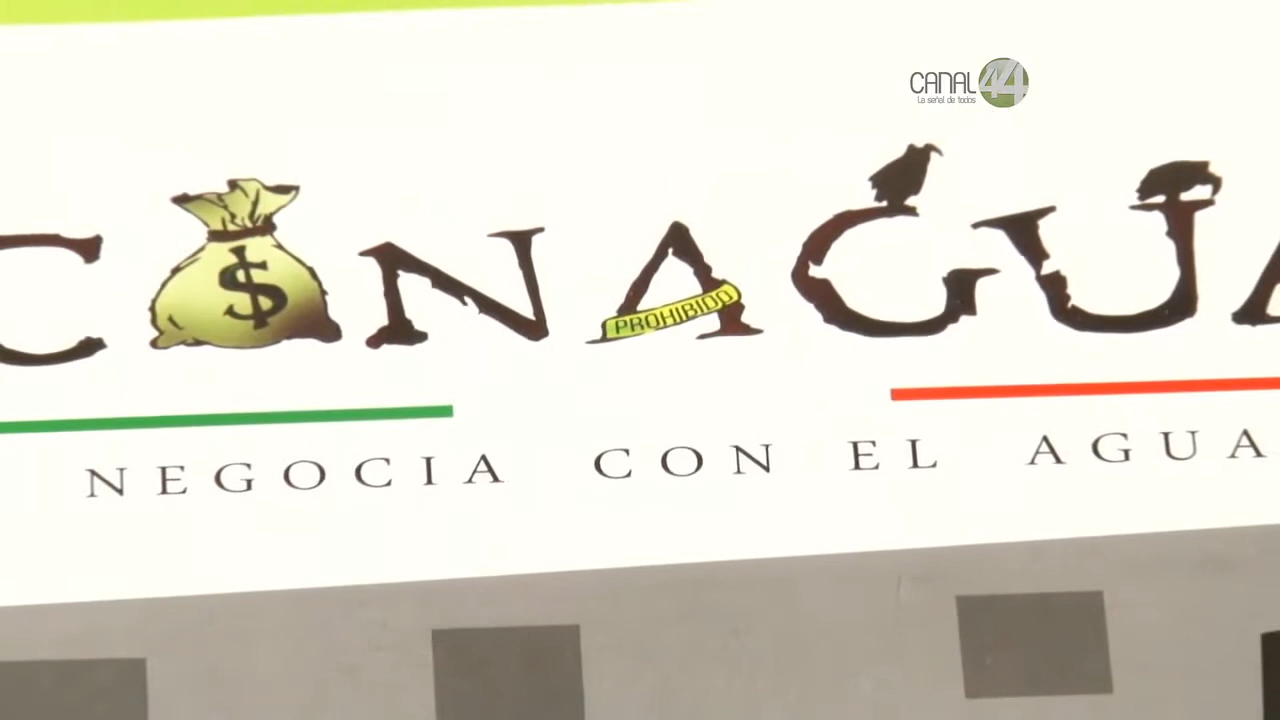 CANAL 44
La señal de todos
CONAGUA
$
PROHIBIDO
NEGOCIA CON EL AGUA